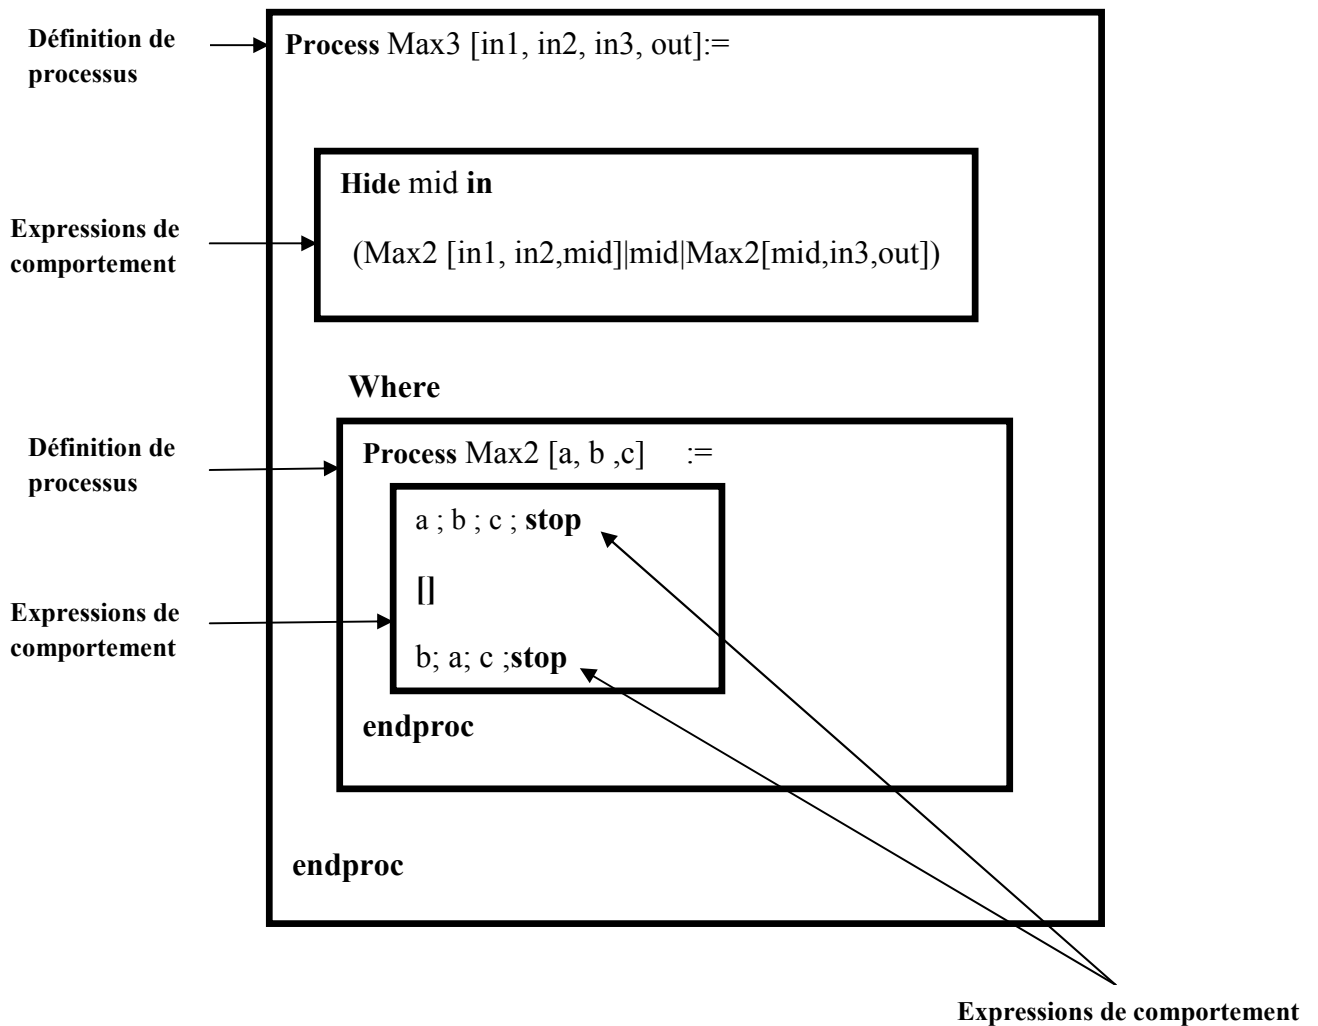 Définition de
processus
Process Max3 [in1, in2, in3, out]:=
Hide mid in
Expressions de
comportement
(Max2 [in1, in2,mid]|mid|Max2[mid,in3,out])
Where
Définition de
processus
Process Max2 [a, b ,c] :=
a ; b ; c ; stop
[]
Expressions de
comportement
b; a; c ;stop
endproc
endproc
Expressions de comportement